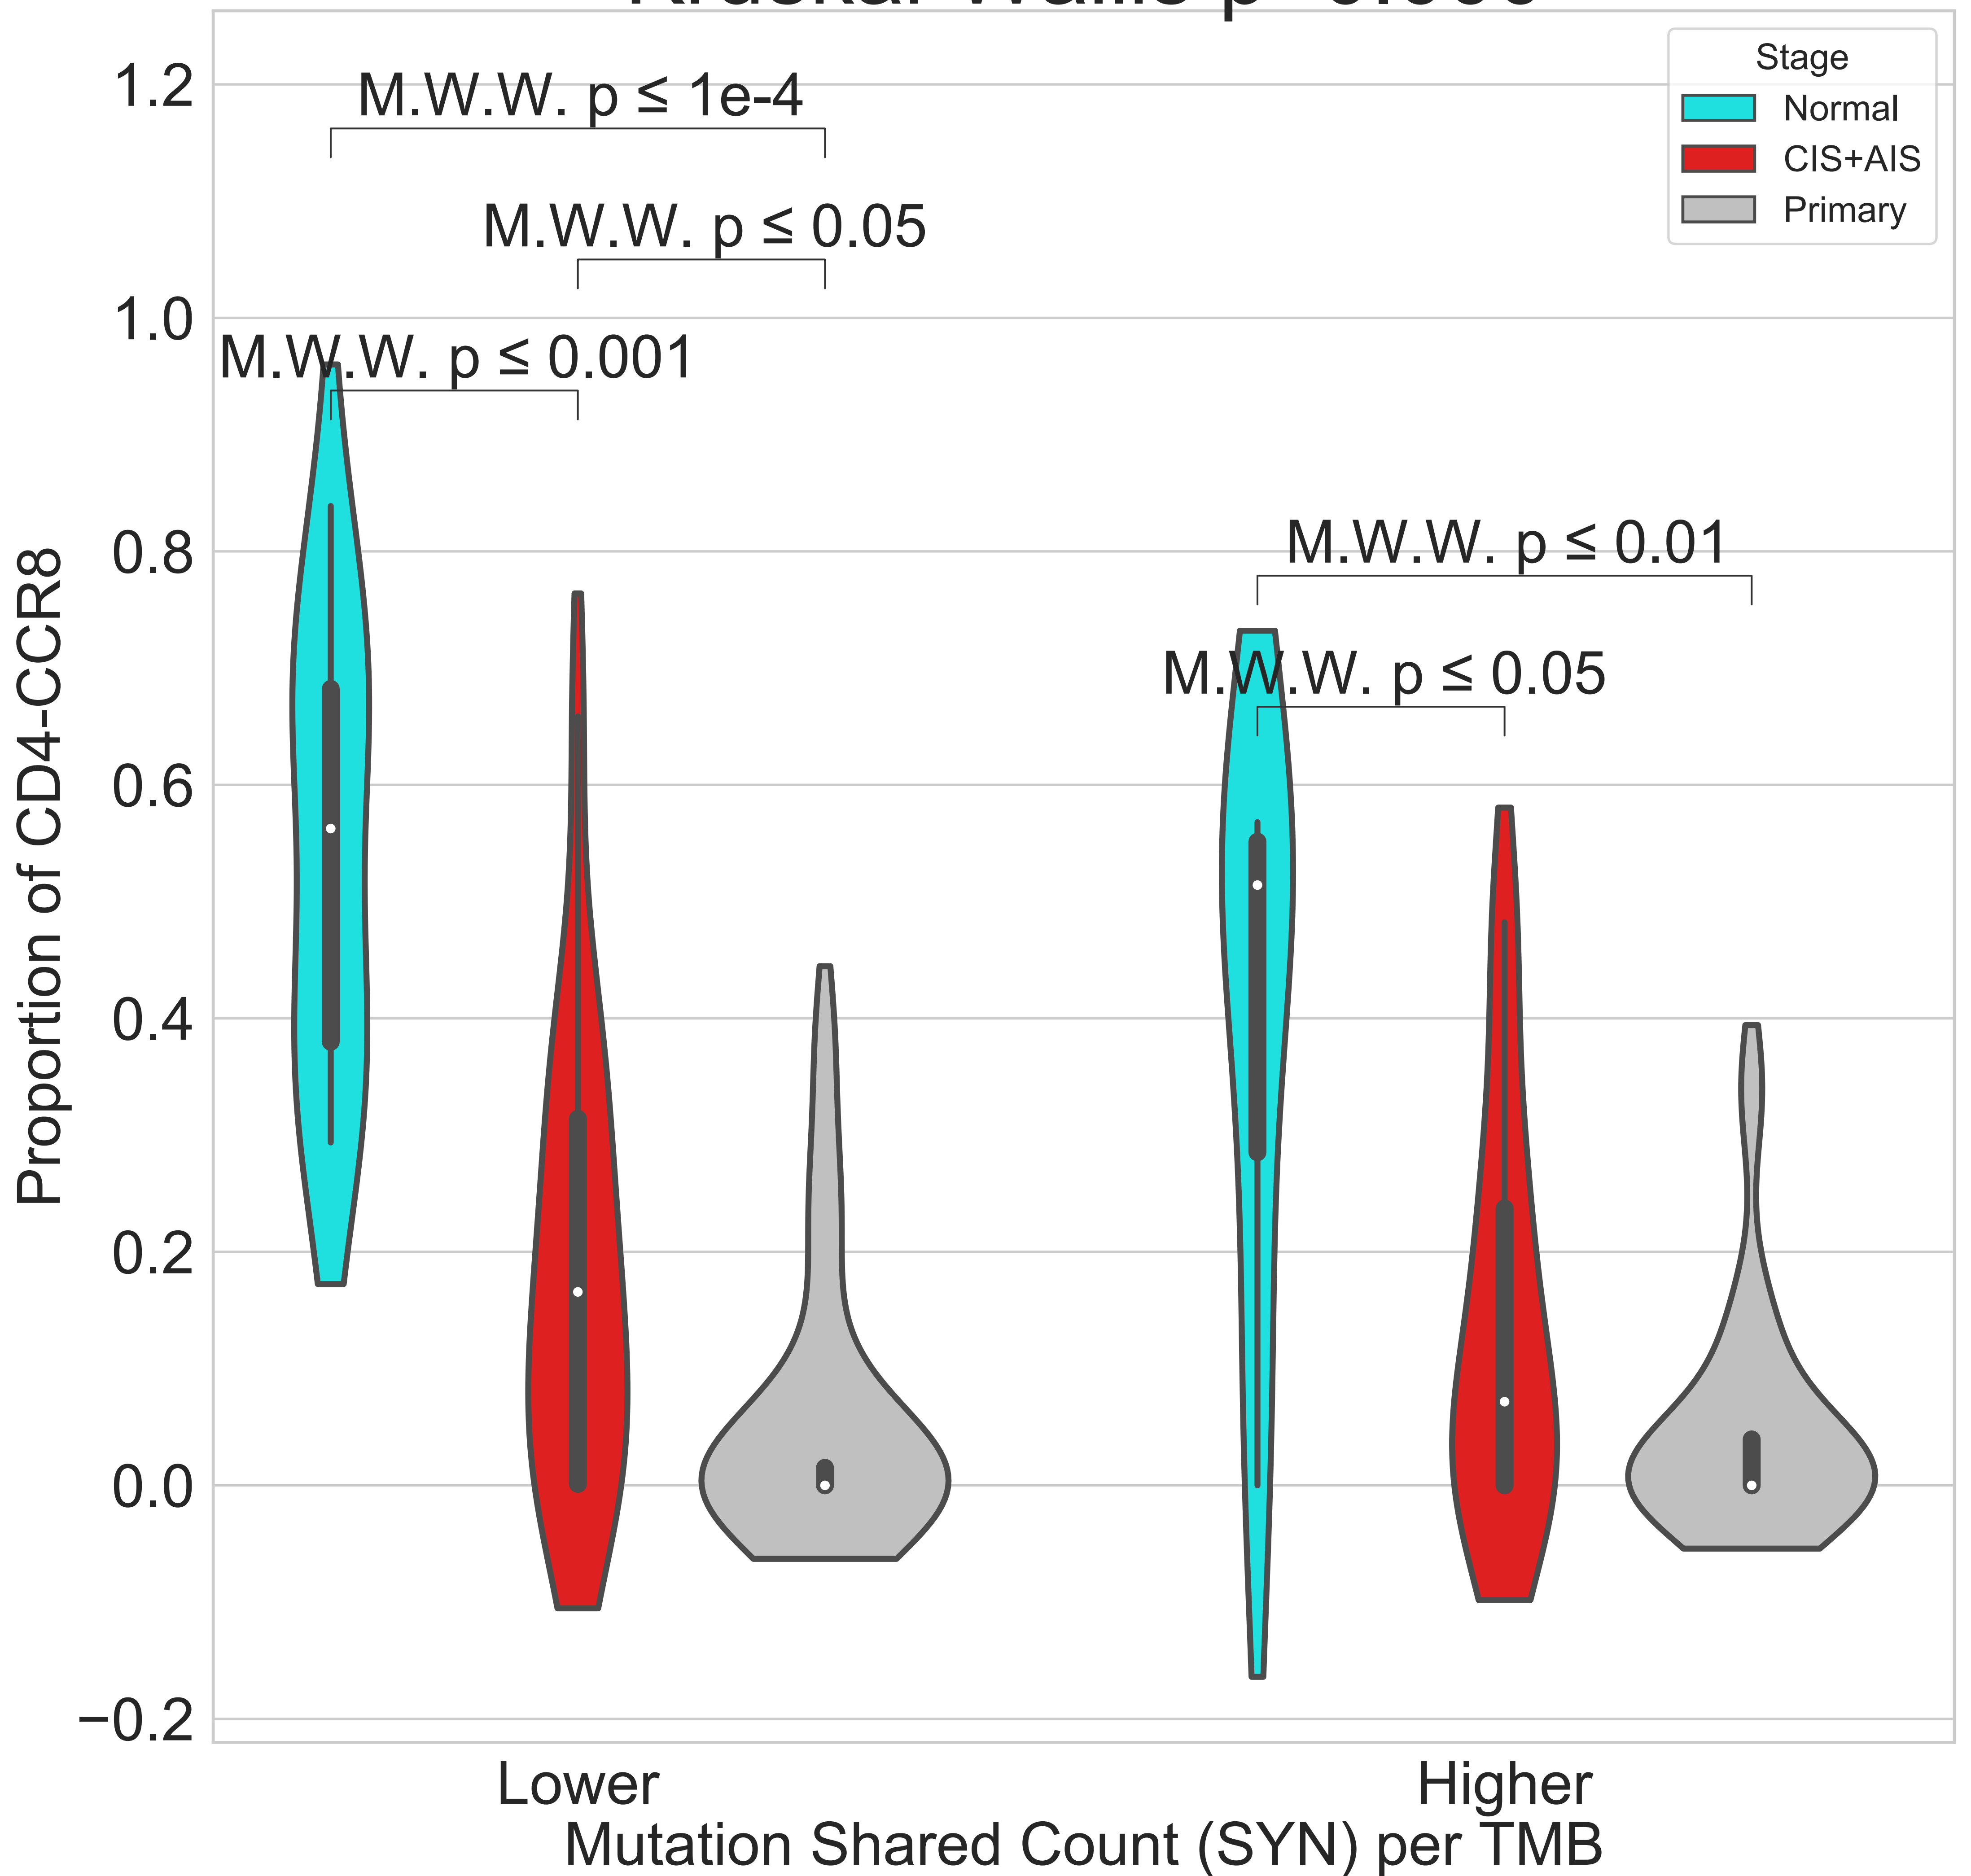 Stage
Normal
CIS+AIS
Primary
M.W.W. p ≤ 1e-4
M.W.W. p ≤ 0.05
M.W.W. p ≤ 0.001
M.W.W. p ≤ 0.01
M.W.W. p ≤ 0.05
1.2
1.0
0.8
0.6
0.4
0.2
0.0
−0.2
Proportion of CD4-CCR8
Lower
Higher
Mutation Shared Count (SYN) per TMB